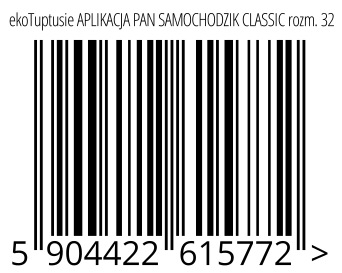 ekoTuptusie APLIKACJA PAN SAMOCHODZIK CLASSIC rozm. 32
5 904422 615772 >